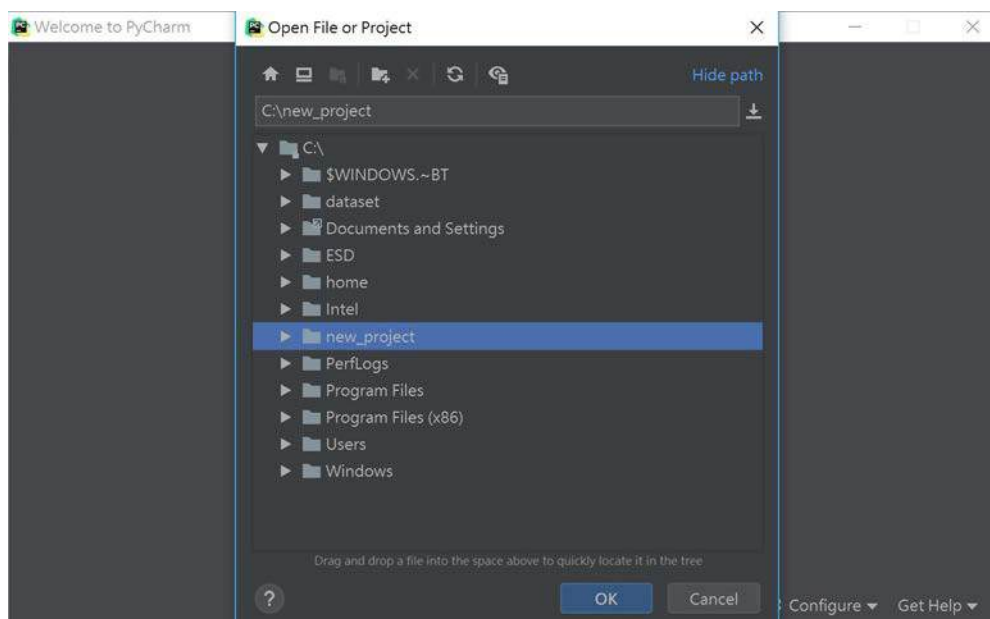 Welcome to PyCharm
Open File or Project
Hide path
C:\new_project
C:\
$WINDOWS.~BT
dataset
Documents and Settings
ESD
home
Intel
new_project
PerfLogs
Program Files
Program Files (x86)
Users
Windows
Drag and drop a file into the space above to quickly locate it in the tree
?
OK
Cancel
Configure
Get Help